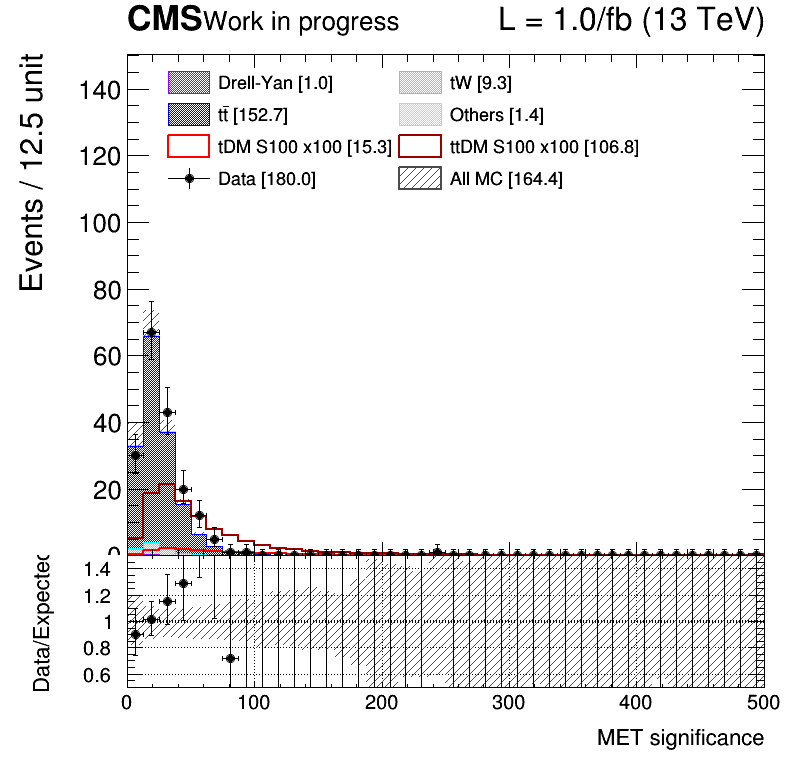 CMS Work in progress L = 1.0/fb (13 TeV)
Events / 12.5 unit
Drell-Yan [1.0] tW [9.3]
tt̄ [152.7] Others [1.4]
tDM S100 x100 [15.3] ttDM S100 x100 [106.8]
Data [180.0] All MC [164.4]
140
120
100
80
60
40
20
0
Data/Expected
1.4
1.2
1
0.8
0.6
0 100 200 300 400 500
MET significance